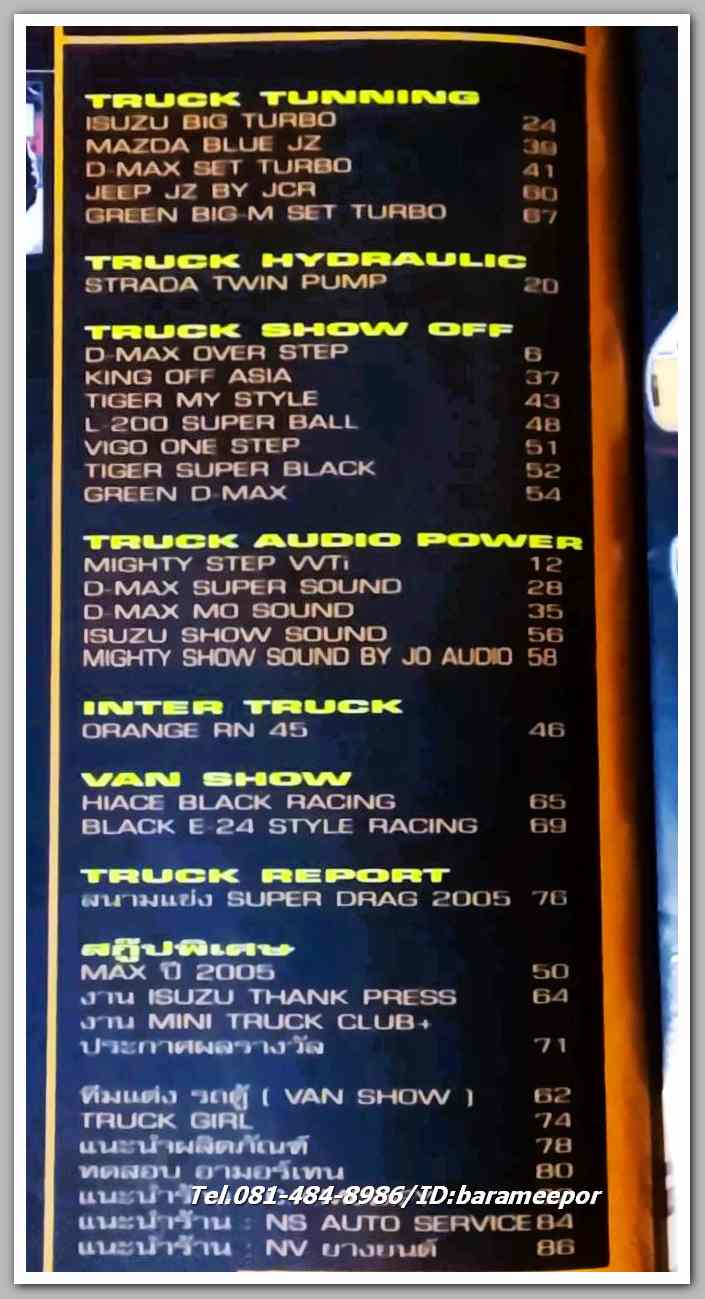 TRUCK TUNNING
ISUZU BIG TURBO 24
MAZDA BLUE JZ 39
D-MAX SET TURBO 41
JEEP JZ BY JCR 60
GREEN BIG-M SET TURBO 67
TRUCK HYDRAULIC
STRADA TWIN PUMP 20
TRUCK SHOW OFF
D-MAX OVER STEP 6
KING OFF ASIA 37
TIGER MY STYLE 43
L-200 SUPER BALL 48
VIGO ONE STEP 51
TIGER SUPER BLACK 52
GREEN D-MAX 54
TRUCK AUDIO POWER
MIGHTY STEP VVTi 12
D-MAX SUPER SOUND 28
D-MAX MO SOUND 35
ISUZU SHOW SOUND 56
MIGHTY SHOW SOUND BY JO AUDIO 58
INTER TRUCK
ORANGE RN 45 46
VAN SHOW
HIACE BLACK RACING 65
BLACK E-24 STYLE RACING 69
TRUCK REPORT
สนามแข่ง SUPER DRAG 2005 76
สกู๊ปพิเศษ
MAX ปี 2005 50
งาน ISUZU THANK PRESS 64
งาน MINI TRUCK CLUB+
ประกาศผลรางวัล 71
ทีมแต่ง รถตู้ ( VAN SHOW ) 62
TRUCK GIRL 74
แนะนำผลิตภัณฑ์ 78
ทดสอบ อามอร์เทน 80
แนะนำ
Tel.081-484-8986/ID:barameepor
แนะนำร้าน : NS AUTO SERVICE 84
แนะนำร้าน : NV ยางยนต์ 86